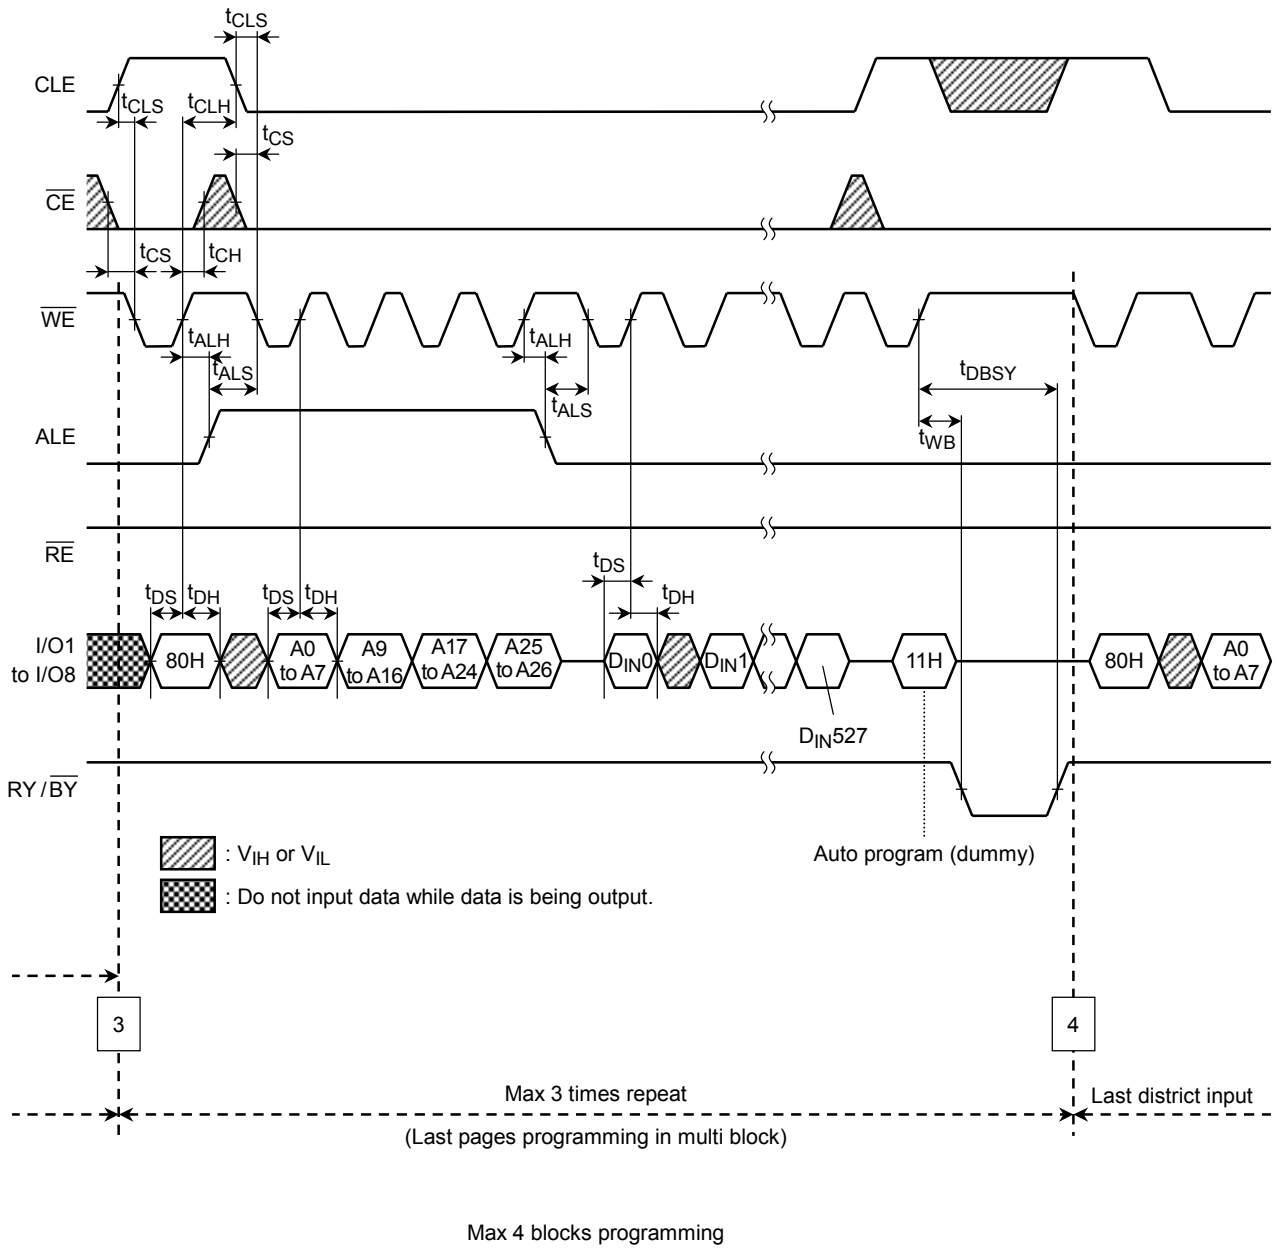 tCLS
CLE
tCLS
tCLH
tCS
CE
tCS
tCH
WE
tALH
tALH
tALS
tDBSY
tALS
ALE
tWB
RE
tDS
tDS
tDH
tDS
tDH
tDH
I/O1
to I/O8
80H
A0
to A7
A9
to A16
A17
to A24
A25
to A26
DIN0
DIN1
11H
80H
A0
to A7
DIN527
RY/BY
: VIH or VIL
Auto program (dummy)
: Do not input data while data is being output.
3
4
Max 3 times repeat
Last district input
(Last pages programming in multi block)
Max 4 blocks programming